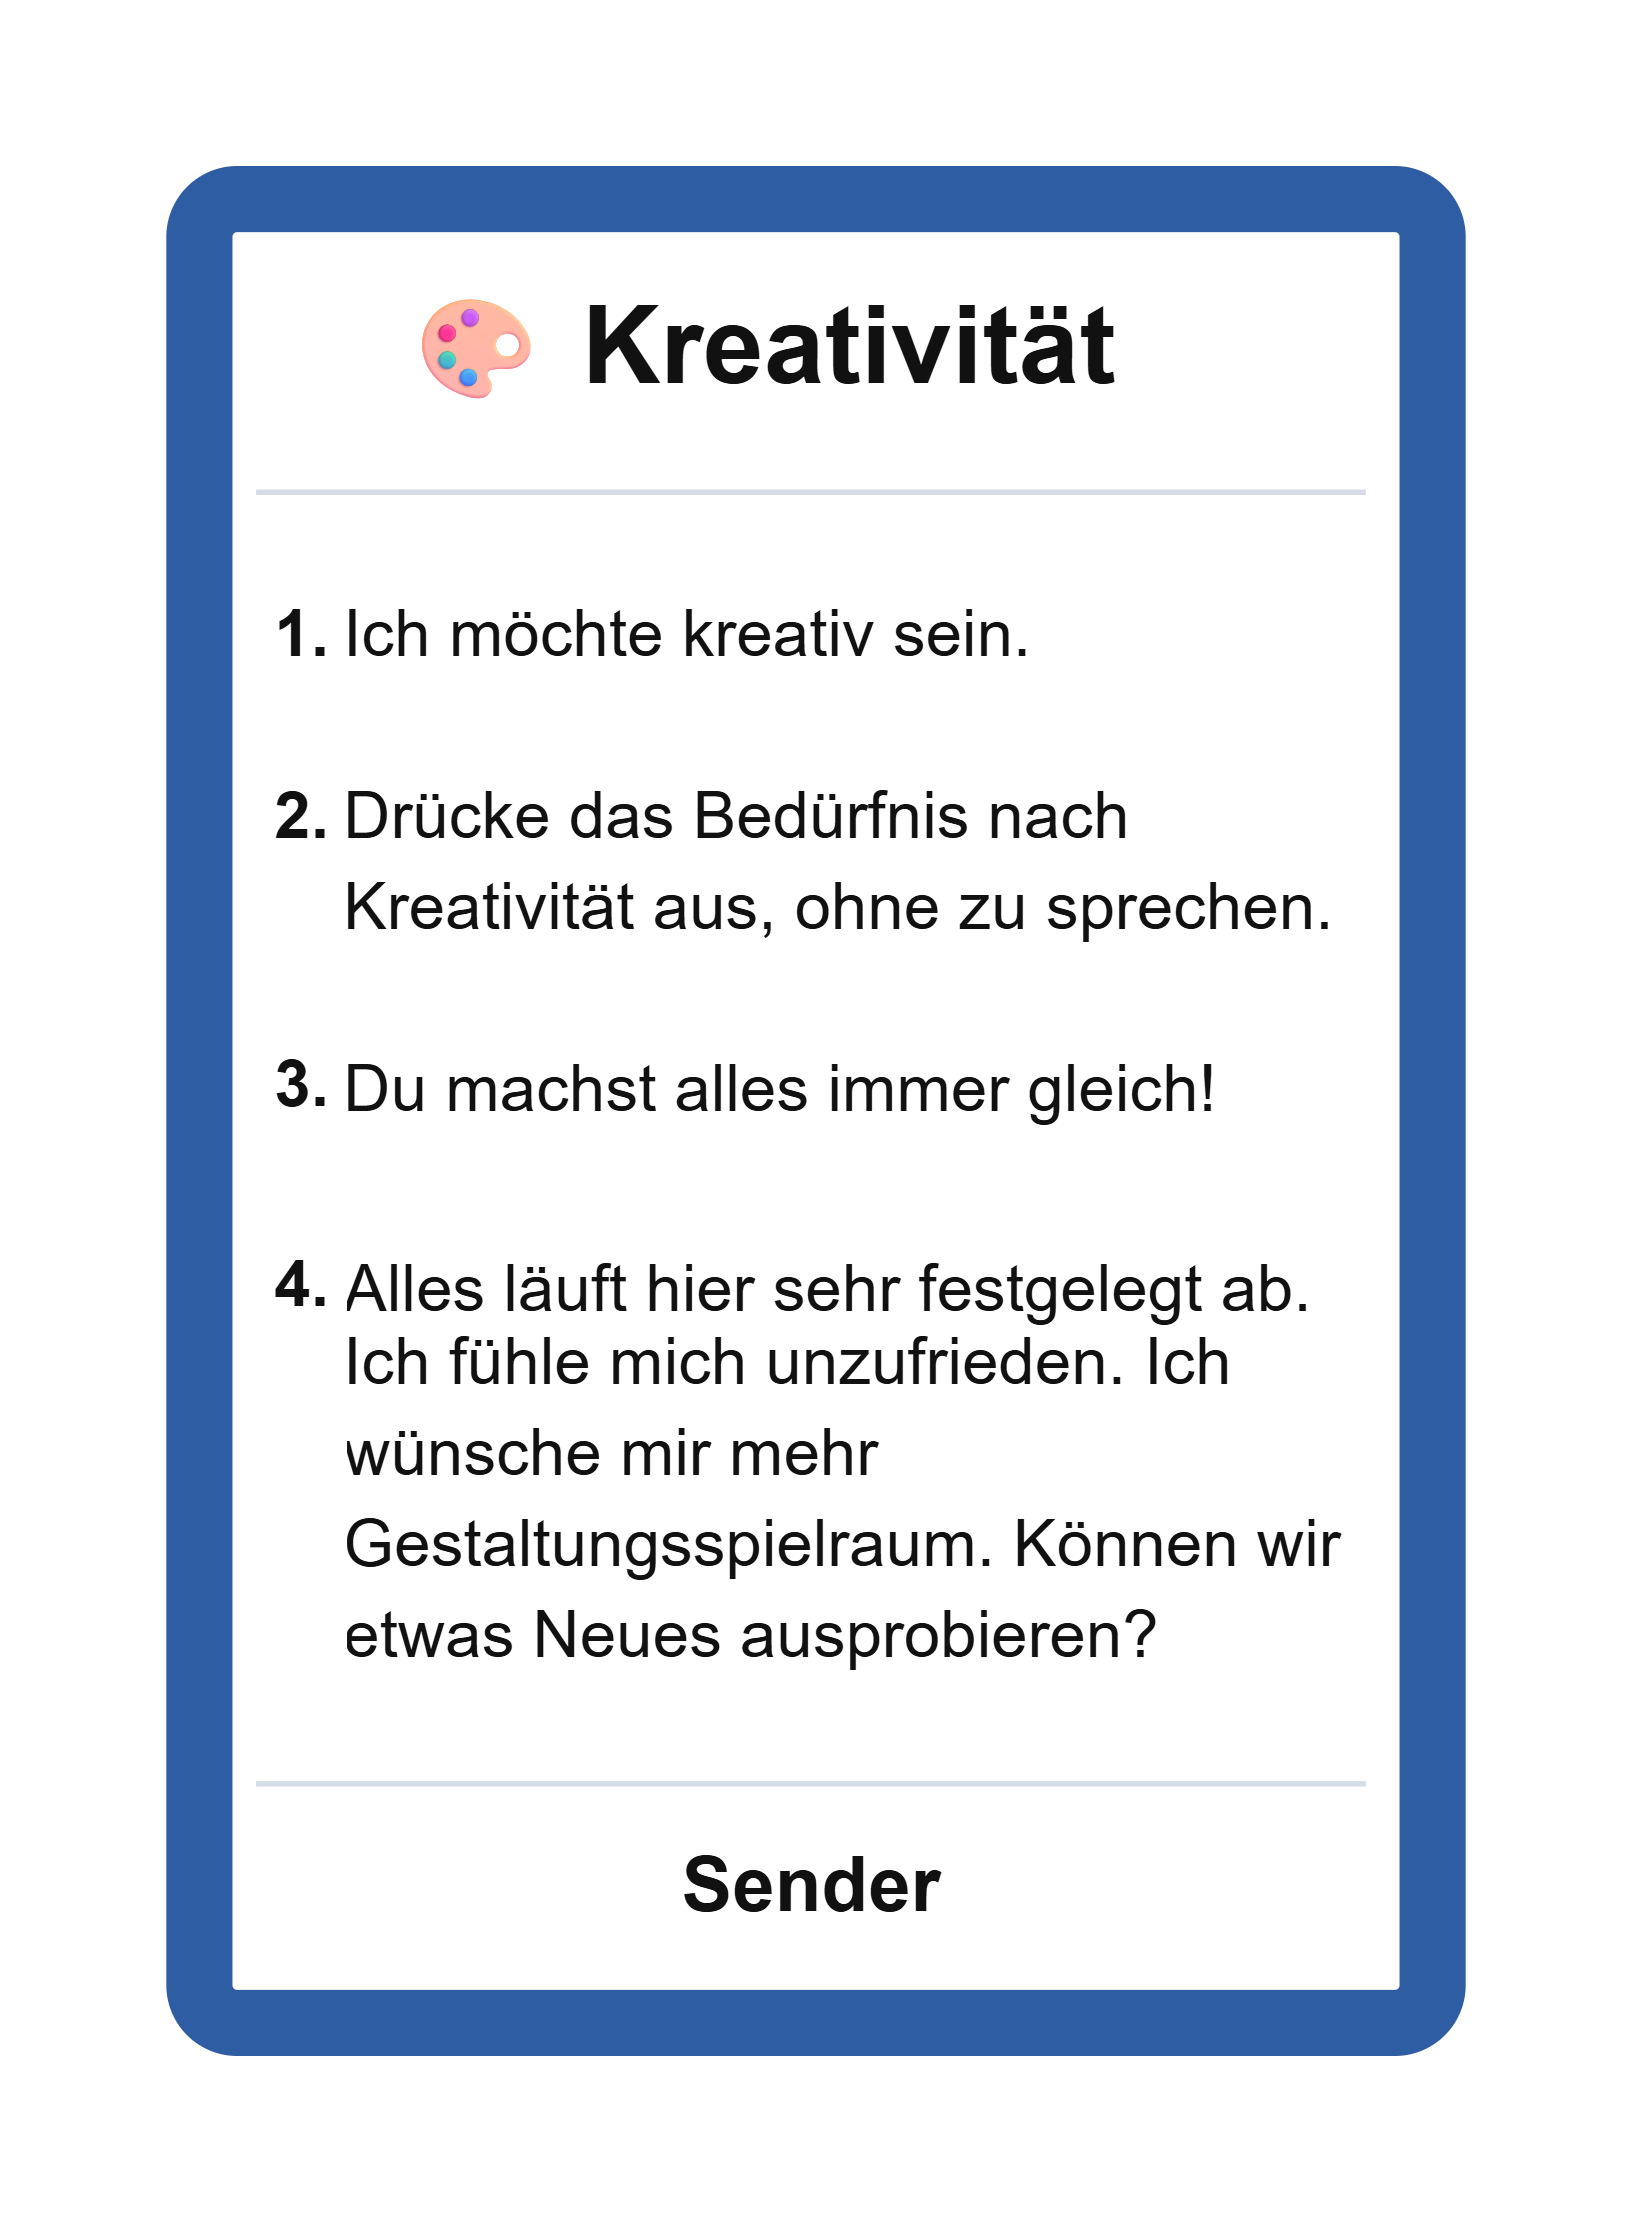 Kreativität
1. Ich möchte kreativ sein.
2. Drücke das Bedürfnis nach
Kreativität aus, ohne zu sprechen.
3. Du machst alles immer gleich!
4. Alles läuft hier sehr festgelegt ab.
Ich fühle mich unzufrieden. Ich
wünsche mir mehr
Gestaltungsspielraum. Können wir
etwas Neues ausprobieren?
Sender